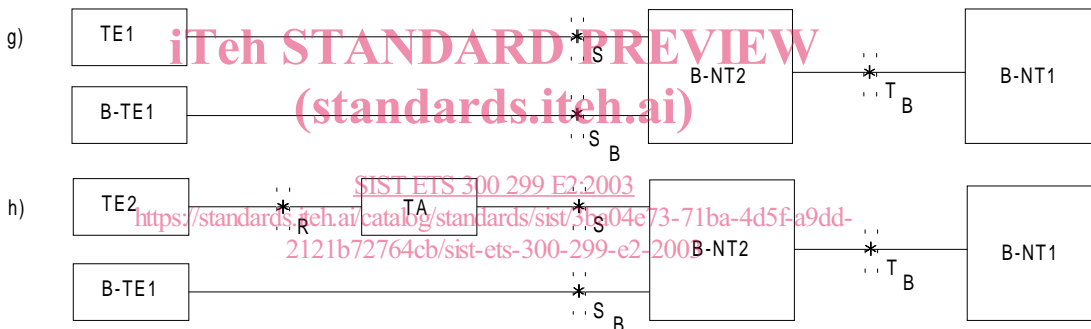 g)
TE1
iTeh STANDARD PREVIEW
S
B-NT2
T B
B-NT1
B-TE1
(standards.iteh.ai)
S B
h)
TE2
SIST ETS 300 299 E2:2003
R
TA
https://standards.iteh.ai/catalog/standards/sist/3ba04e73-71ba-4d5f-a9dd-
S
2121b72764cb/sist-ets-300-299-e2-2003
B-NT2
T B
B-NT1
B-TE1
S B